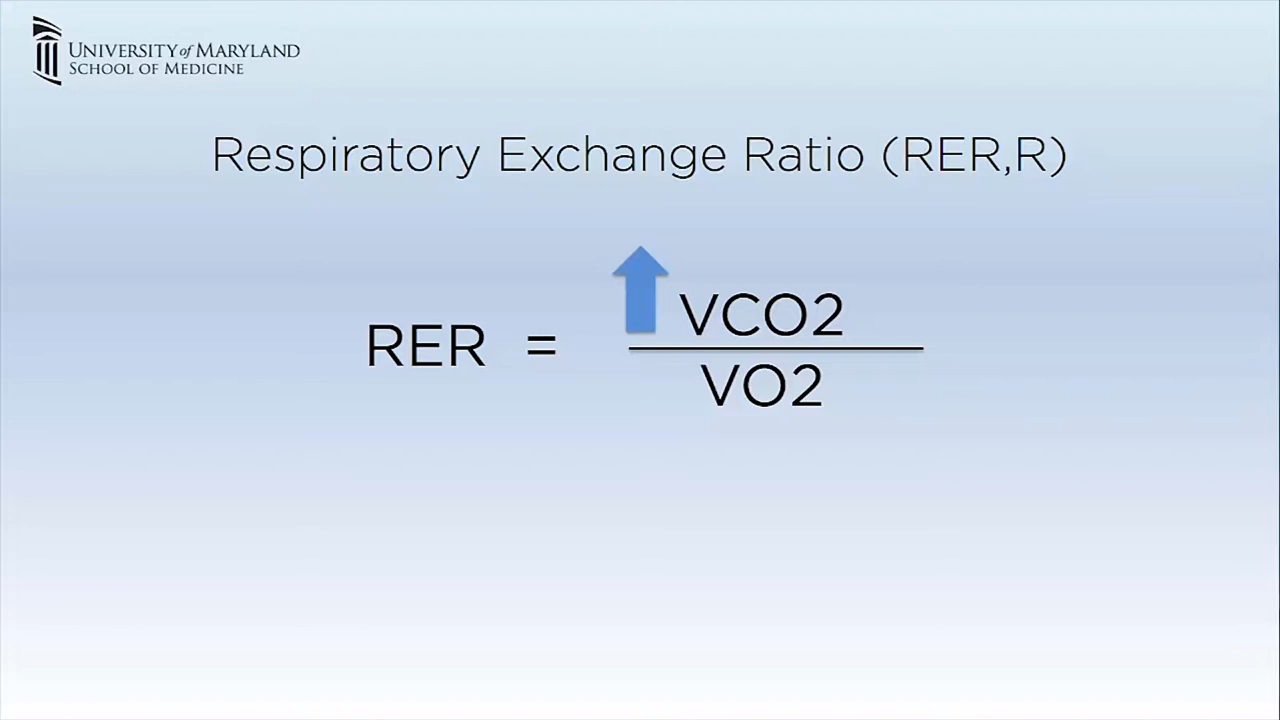 UNIVERSITY of MARYLAND
SCHOOL OF MEDICINE
Respiratory Exchange Ratio (RER,R)
RER = VCO2
VO2